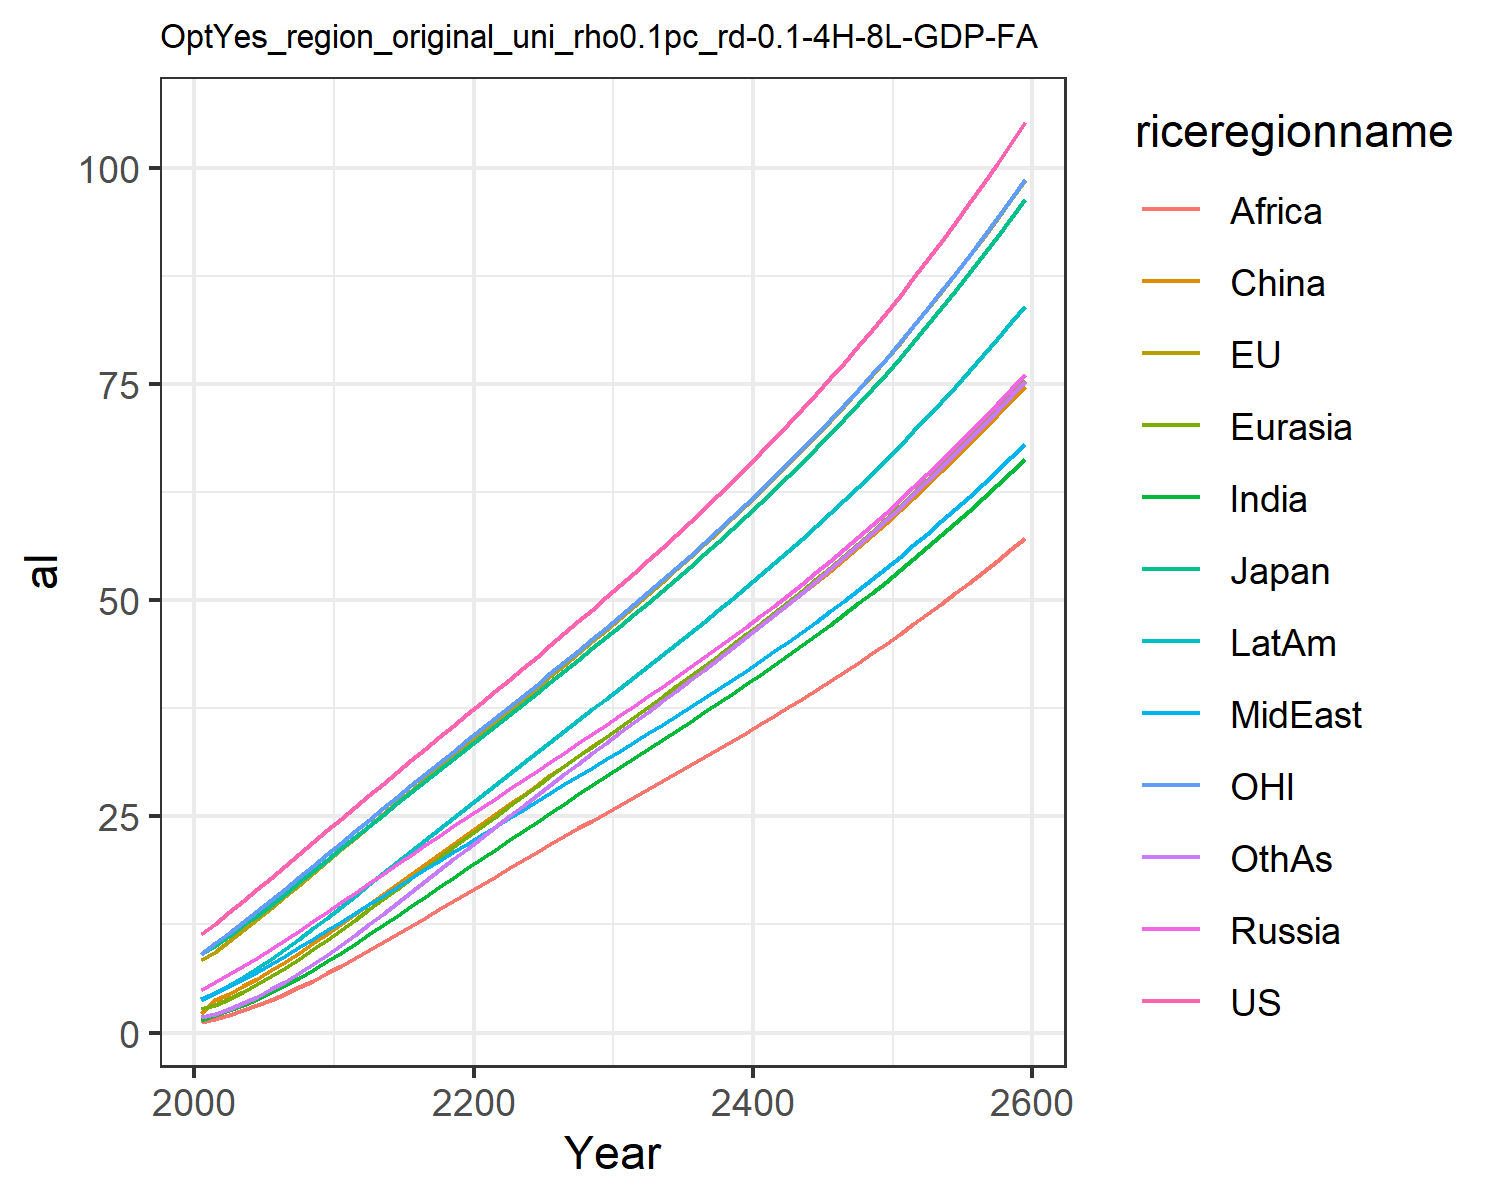 OptYes_region_original_uni_rho0.1pc_rd-0.1-4H-8L-GDP-FA
100
75
50
25
0
al
2000 2200 2400 2600
Year
riceregionname
Africa
China
EU
Eurasia
India
Japan
LatAm
MidEast
OHI
OthAs
Russia
US